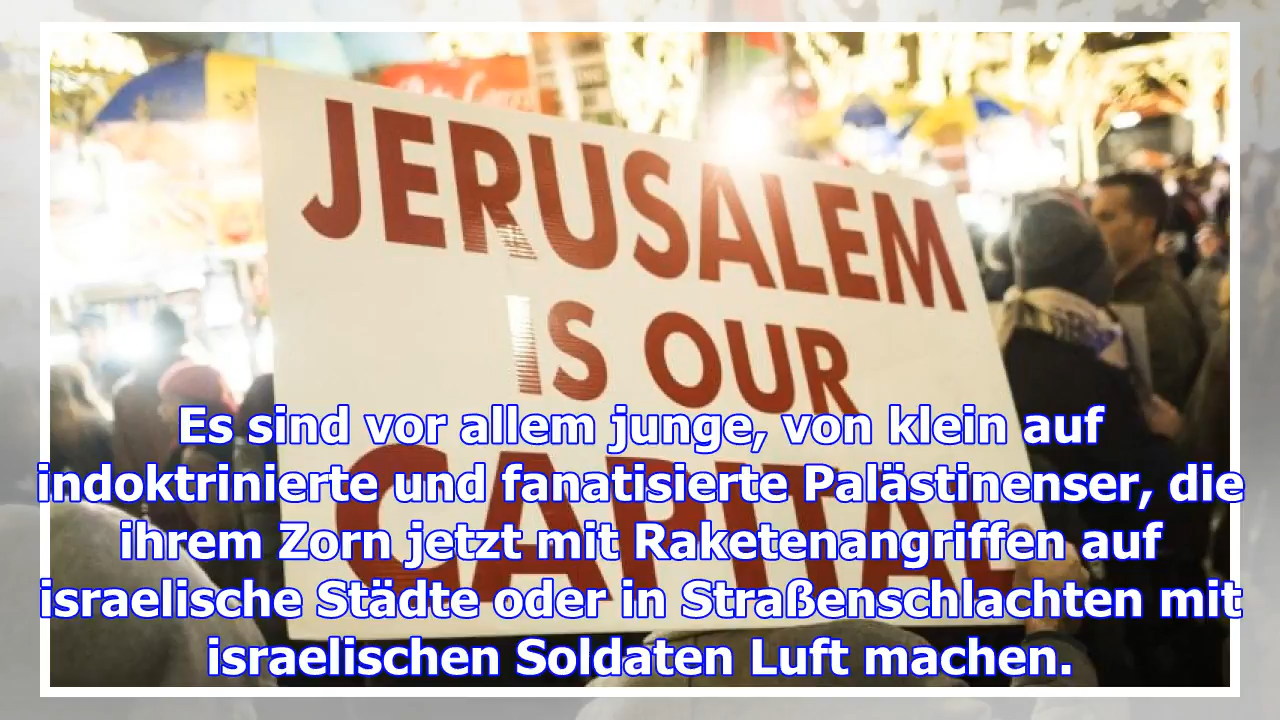 JERUSALEM
IS OUR
CAPITAL
Es sind vor allem junge, von klein auf
indoktrinierte und fanatisierte Palästinenser, die
ihrem Zorn jetzt mit Raketenangriffen auf
israelische Städte oder in Straßenschlachten mit
israelischen Soldaten Luft machen.